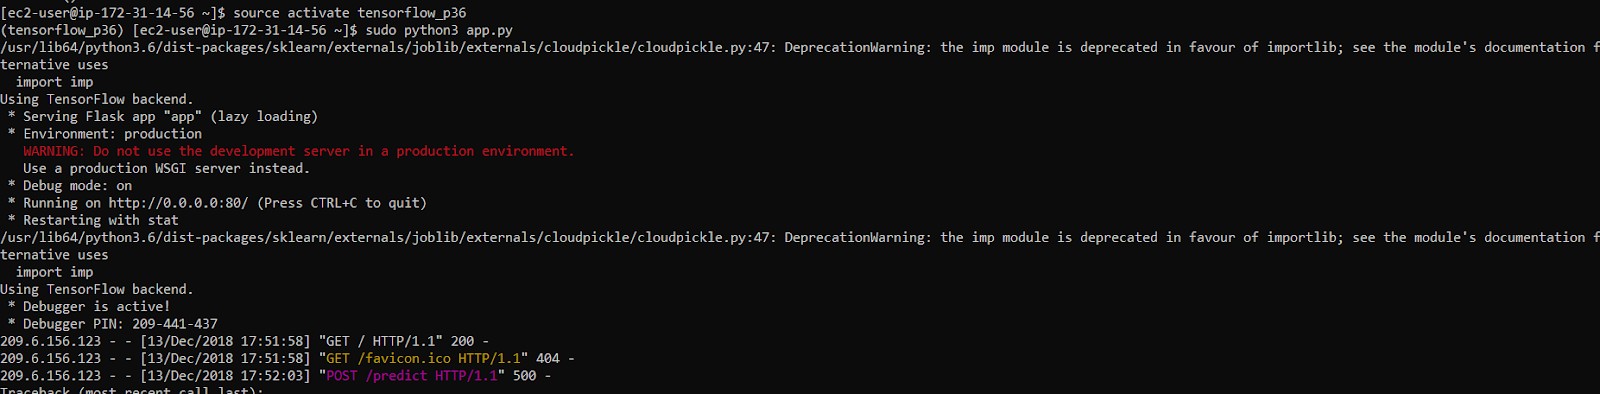 [ec2-user@ip-172-31-14-56 ~]$ source activate tensorflow_p36
(tensorflow_p36) [ec2-user@ip-172-31-14-56 ~]$ sudo python3 app.py
/usr/lib64/python3.6/dist-packages/sklearn/externals/joblib/externals/cloudpickle/cloudpickle.py:47: DeprecationWarning: the imp module is deprecated in favour of importlib; see the module's documentation f
ternative uses
  import imp
Using TensorFlow backend.
 * Serving Flask app "app" (lazy loading)
 * Environment: production
   WARNING: Do not use the development server in a production environment.
   Use a production WSGI server instead.
 * Debug mode: on
 * Running on http://0.0.0.0:80/ (Press CTRL+C to quit)
 * Restarting with stat
/usr/lib64/python3.6/dist-packages/sklearn/externals/joblib/externals/cloudpickle/cloudpickle.py:47: DeprecationWarning: the imp module is deprecated in favour of importlib; see the module's documentation f
ternative uses
  import imp
Using TensorFlow backend.
 * Debugger is active!
 * Debugger PIN: 209-441-437
209.6.156.123 - - [13/Dec/2018 17:51:58] "GET / HTTP/1.1" 200 -
209.6.156.123 - - [13/Dec/2018 17:51:58] "GET /favicon.ico HTTP/1.1" 404 -
209.6.156.123 - - [13/Dec/2018 17:52:03] "POST /predict HTTP/1.1" 500 -
Traceback (most recent call last):